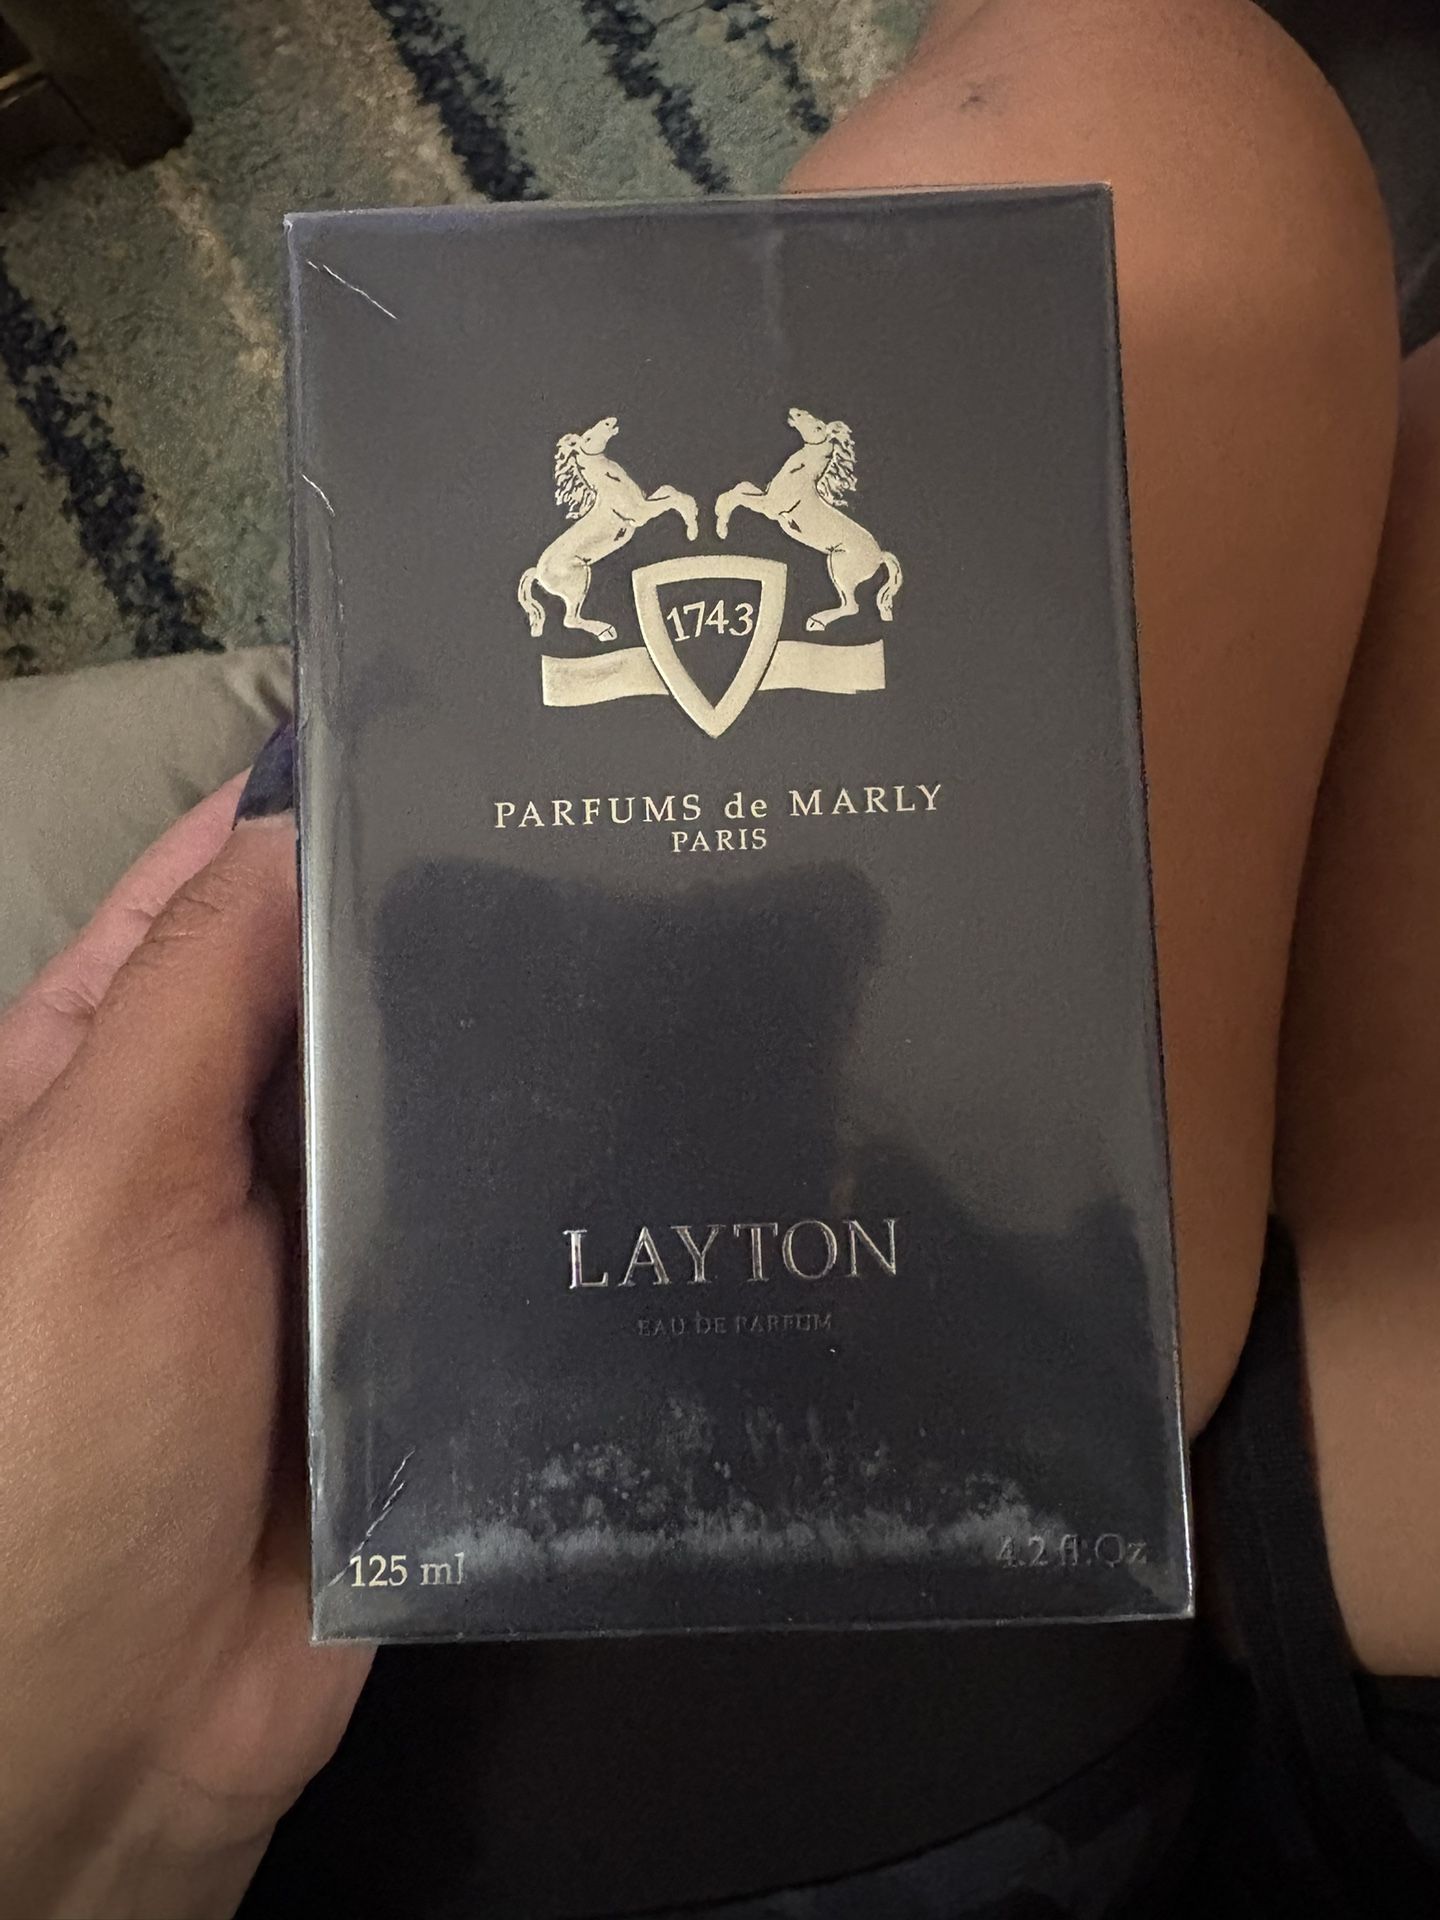 1743
PARFUMS de MARLY
PARIS
LAYTON
EAU DE PARFUM
125 ml 4.2 fl.Oz